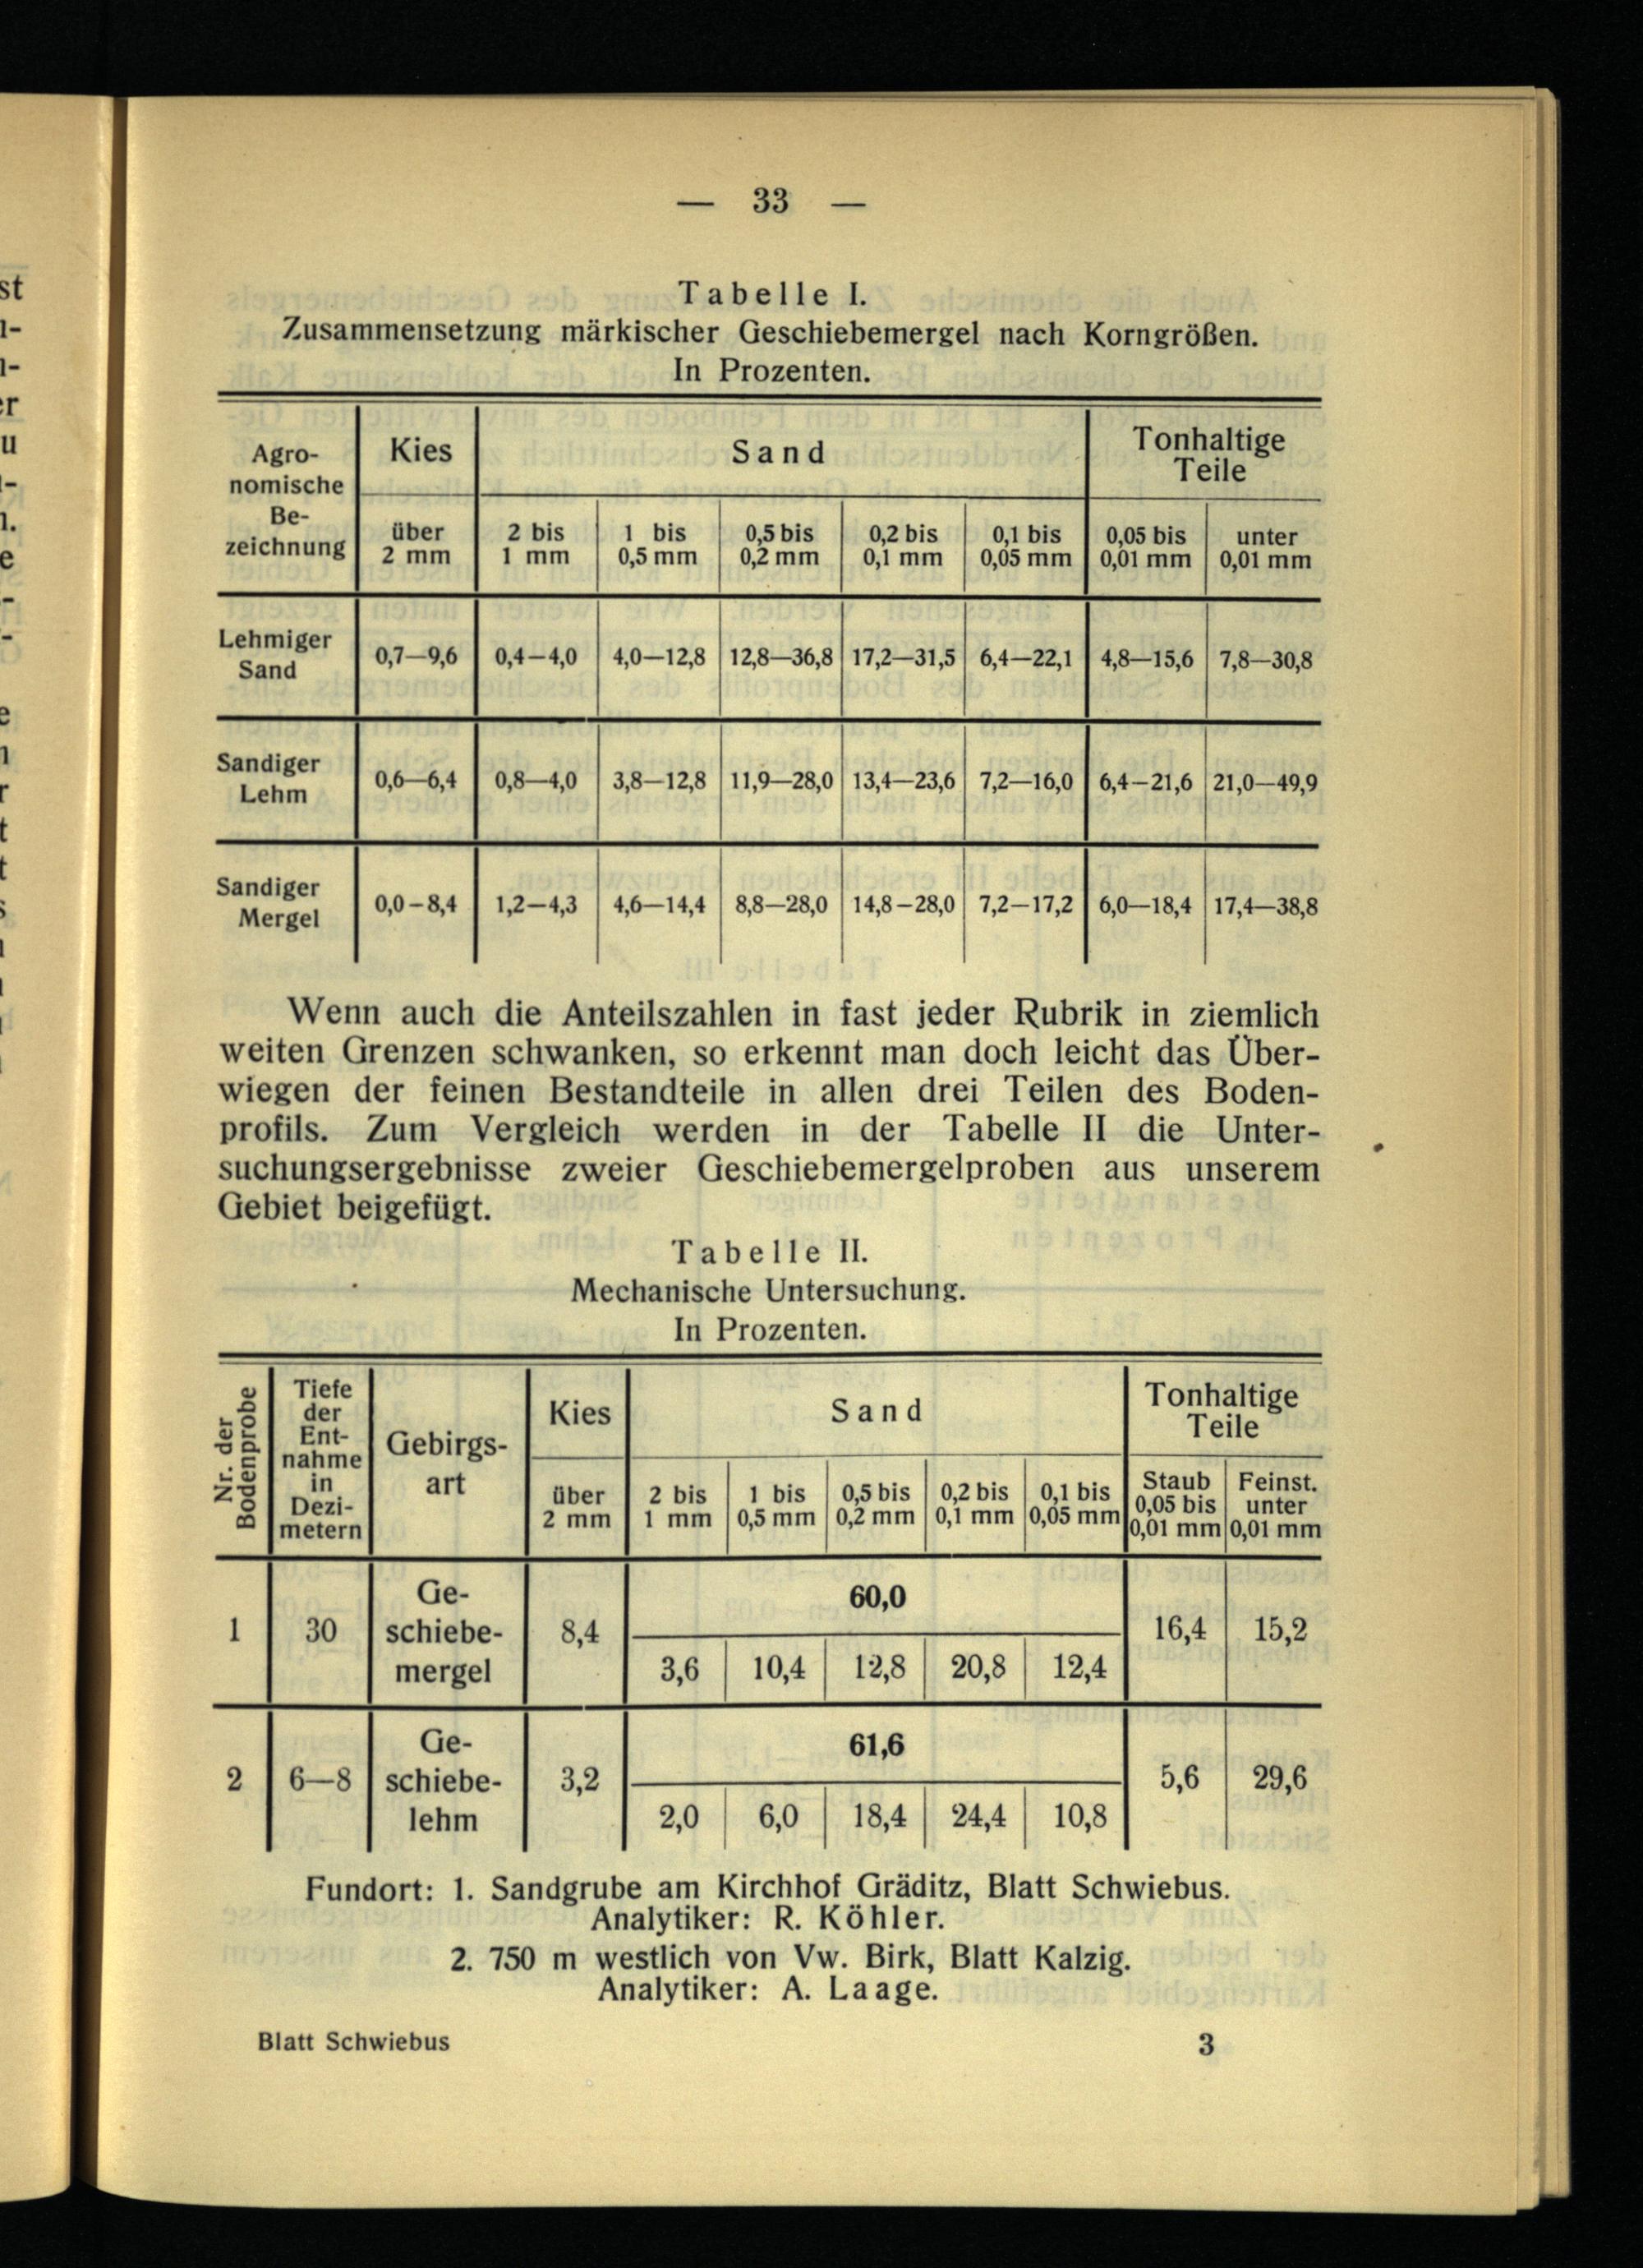 — 33 —
Tabelle I.
Zusammensetzung märkischer Geschiebemergel nach Korngrößen.
In Prozenten.
Agro-
nomische
Be-
zeichnung
Kies
Sand
Tonhaltige
Teile
über
2 mm
2 bis
1 mm
1 bis
0,5 mm
0,5 bis
0,2 mm
0,2 bis
0,1 mm
0,1 bis
0,05 mm
0,05 bis
0,01 mm
unter
0,01 mm
Lehmiger
Sand
0,7—9,6 0,4—4,0 4,0—12,8 12,8—36,8 17,2—31,5 6,4—22,1 4,8—15,6 7,8—30,8
Sandiger
Lehm
0,6—6,4 0,8—4,0 3,8—12,8 11,9—28,0 13,4—23,6 7,2—16,0 6,4—21,6 21,0—49,9
Sandiger
Mergel
0,0—8,4 1,2—4,3 4,6—14,4 8,8—28,0 14,8—28,0 7,2—17,2 6,0—18,4 17,4—38,8
Wenn auch die Anteilszahlen in fast jeder Rubrik in ziemlich
weiten Grenzen schwanken, so erkennt man doch leicht das Über-
wiegen der feinen Bestandteile in allen drei Teilen des Boden-
profils. Zum Vergleich werden in der Tabelle II die Unter-
suchungsergebnisse zweier Geschiebemergelproben aus unserem
Gebiet beigefügt.
Tabelle II.
Mechanische Untersuchung.
In Prozenten.
Nr. der
Bodenprobe
Tiefe
der
Ent-
nahme
in
Dezi-
metern
Gebirgs-
art
Kies
Sand
Tonhaltige
Teile
über
2 mm
2 bis
1 mm
1 bis
0,5 mm
0,5 bis
0,2 mm
0,2 bis
0,1 mm
0,1 bis
0,05 mm
Staub
0,05 bis
0,01 mm
Feinst.
unter
0,01 mm
1
30
Ge-
schiebe-
mergel
8,4
60,0
3,6 10,4 12,8 20,8 12,4
16,4 15,2
2
6—8
Ge-
schiebe-
lehm
3,2
61,6
2,0 6,0 18,4 24,4 10,8
5,6 29,6
Fundort: 1. Sandgrube am Kirchhof Gräditz, Blatt Schwiebus.
Analytiker: R. Köhler.
2. 750 m westlich von Vw. Birk, Blatt Kalzig.
Analytiker: A. Laage.
Blatt Schwiebus 3